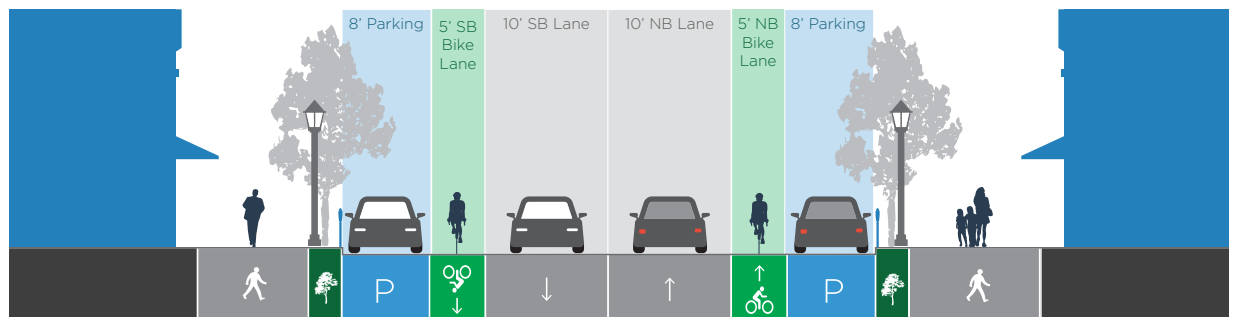 8’ Parking
5’ SB
Bike
Lane
10’ SB Lane
10’ NB Lane
5’ NB
Bike
Lane
8’ Parking
P
P